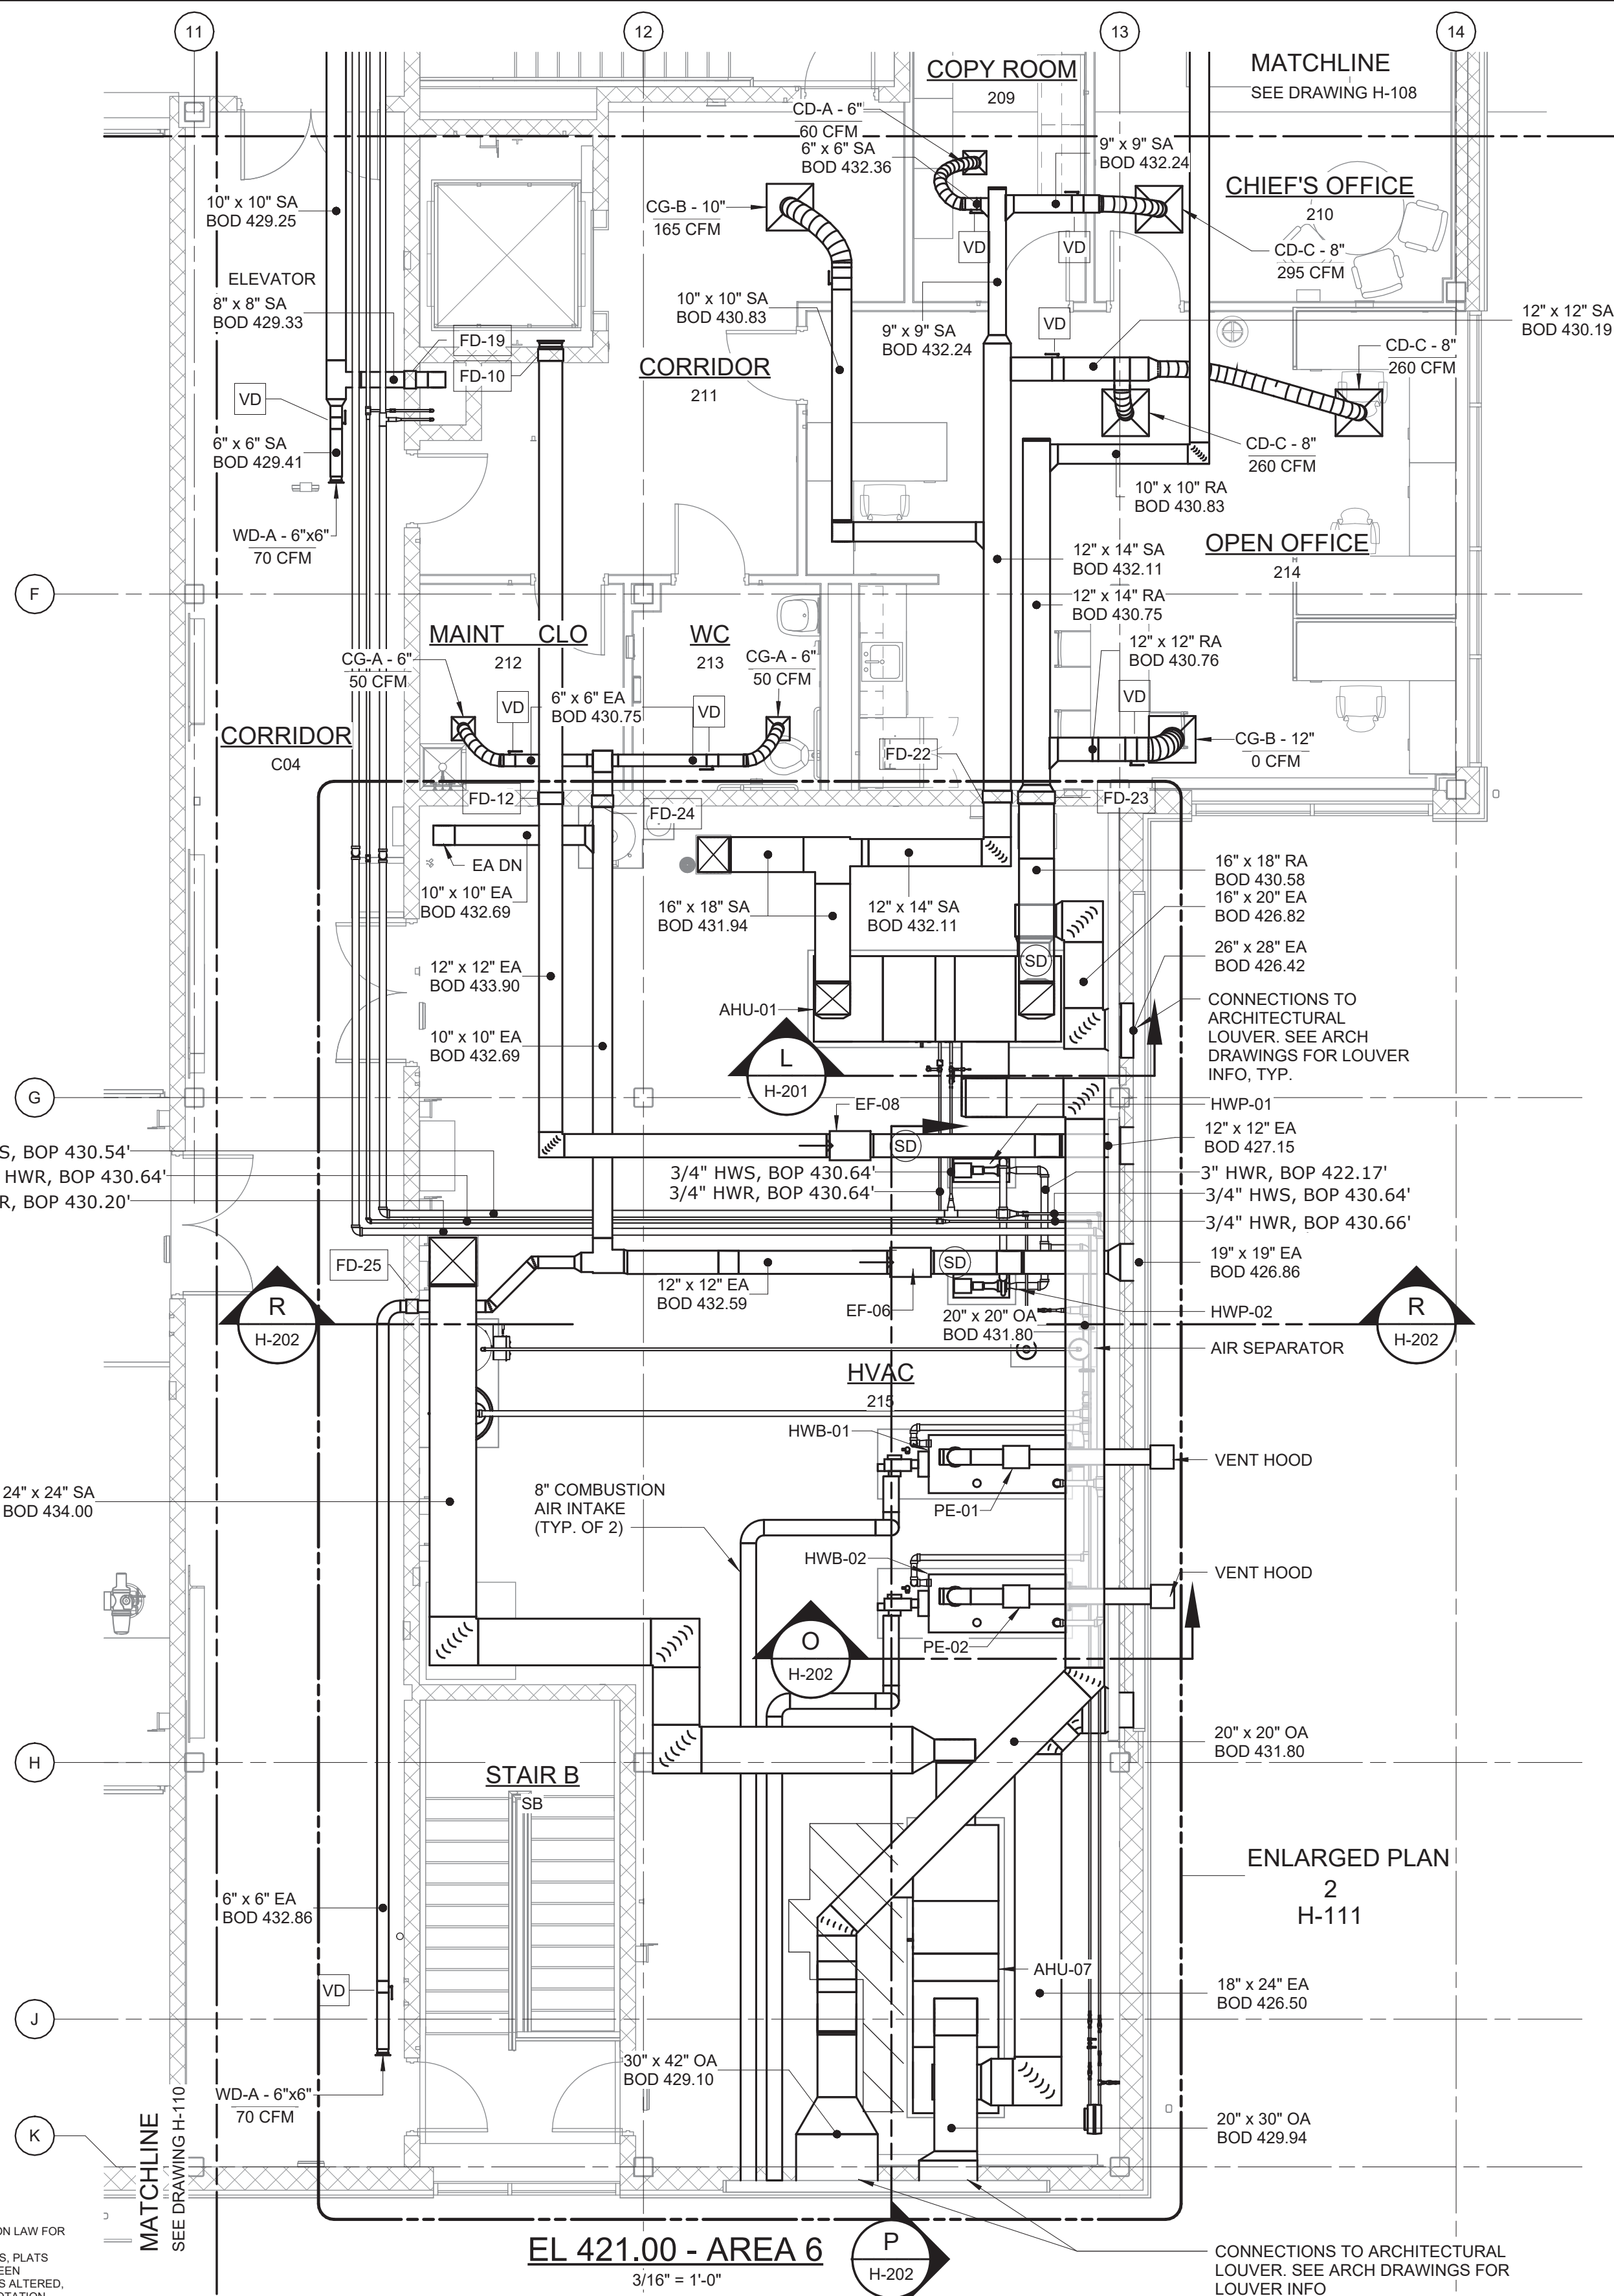 11
12
13
14
COPY ROOM
209
MATCHLINE
SEE DRAWING H-108
CD-A - 6"
60 CFM
6" x 6" SA
BOD 432.36
9" x 9" SA
BOD 432.24
CHIEF'S OFFICE
210
10" x 10" SA
BOD 429.25
CG-B - 10"
165 CFM
VD
VD
CD-C - 8"
295 CFM
ELEVATOR
8" x 8" SA
BOD 429.33
10" x 10" SA
BOD 430.83
9" x 9" SA
BOD 432.24
VD
12" x 12" SA
BOD 430.19
FD-19
FD-10
CORRIDOR
211
CD-C - 8"
260 CFM
VD
6" x 6" SA
BOD 429.41
CD-C - 8"
260 CFM
10" x 10" RA
BOD 430.83
WD-A - 6"x6"
70 CFM
OPEN OFFICE
214
12" x 14" SA
BOD 432.11
F
12" x 14" RA
BOD 430.75
MAINT CLO
212
WC
213
12" x 12" RA
BOD 430.76
CG-A - 6"
50 CFM
CG-A - 6"
50 CFM
VD
6" x 6" EA
BOD 430.75
VD
VD
CORRIDOR
C04
CG-B - 12"
0 CFM
FD-22
FD-12
FD-24
FD-23
EA DN
10" x 10" EA
BOD 432.69
16" x 18" SA
BOD 431.94
12" x 14" SA
BOD 432.11
16" x 18" RA
BOD 430.58
16" x 20" EA
BOD 426.82
26" x 28" EA
BOD 426.42
12" x 12" EA
BOD 433.90
SD
AHU-01
CONNECTIONS TO
ARCHITECTURAL
LOUVER. SEE ARCH
DRAWINGS FOR LOUVER
INFO, TYP.
10" x 10" EA
BOD 432.69
L
H-201
G
EF-08
HWP-01
12" x 12" EA
BOD 427.15
SD
S, BOP 430.54'
HWR, BOP 430.64'
R, BOP 430.20'
3/4" HWS, BOP 430.64'
3/4" HWR, BOP 430.64'
3" HWR, BOP 422.17'
3/4" HWS, BOP 430.64'
3/4" HWR, BOP 430.66'
FD-25
SD
19" x 19" EA
BOD 426.86
12" x 12" EA
BOD 432.59
EF-06
HWP-02
R
H-202
20" x 20" OA
BOD 431.80
R
H-202
AIR SEPARATOR
HVAC
215
HWB-01
VENT HOOD
24" x 24" SA
BOD 434.00
8" COMBUSTION
AIR INTAKE
(TYP. OF 2)
PE-01
HWB-02
VENT HOOD
O
H-202
PE-02
20" x 20" OA
BOD 431.80
H
STAIR B
SB
ENLARGED PLAN
2
H-111
6" x 6" EA
BOD 432.86
AHU-07
VD
18" x 24" EA
BOD 426.50
J
30" x 42" OA
BOD 429.10
WD-A - 6"x6"
70 CFM
20" x 30" OA
BOD 429.94
K
MATCHLINE
SEE DRAWING H-110
ON LAW FOR
S, PLATS
EEN
S ALTERED,
EL 421.00 - AREA 6
3/16" = 1'-0"
P
H-202
CONNECTIONS TO ARCHITECTURAL
LOUVER. SEE ARCH DRAWINGS FOR
LOUVER INFO